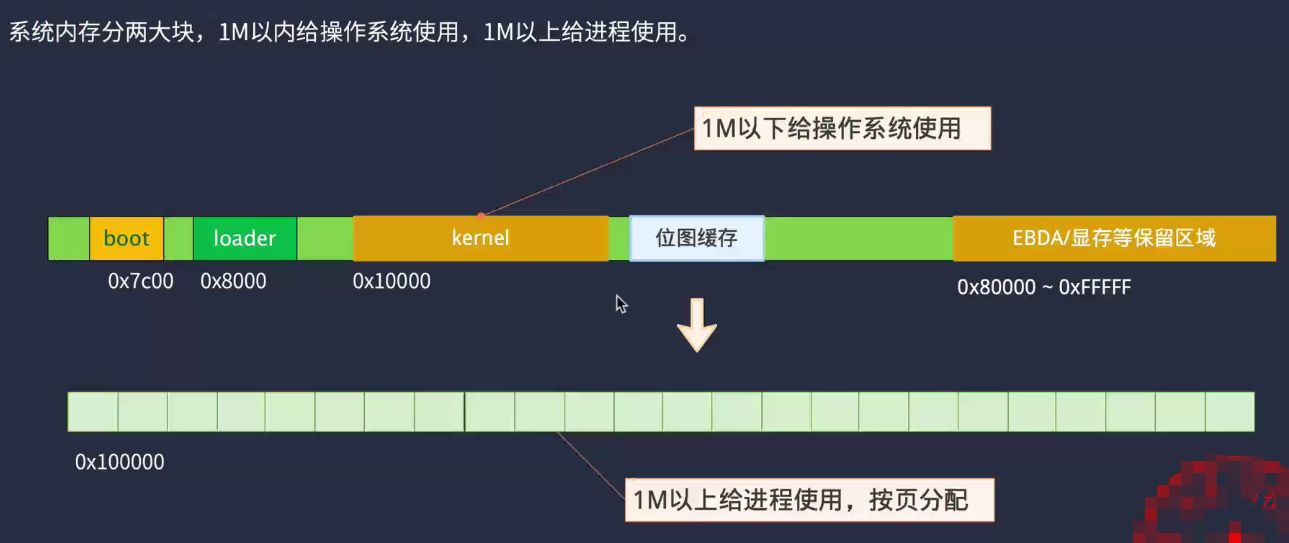 系统内存分两大块，1M以内给操作系统使用，1M以上给进程使用。
1M以下给操作系统使用
boot
loader
kernel
位图缓存
EBDA/显存等保留区域
0x7c00
0x8000
0x10000
0x80000 ~ 0xFFFFF
0x100000
1M以上给进程使用，按页分配